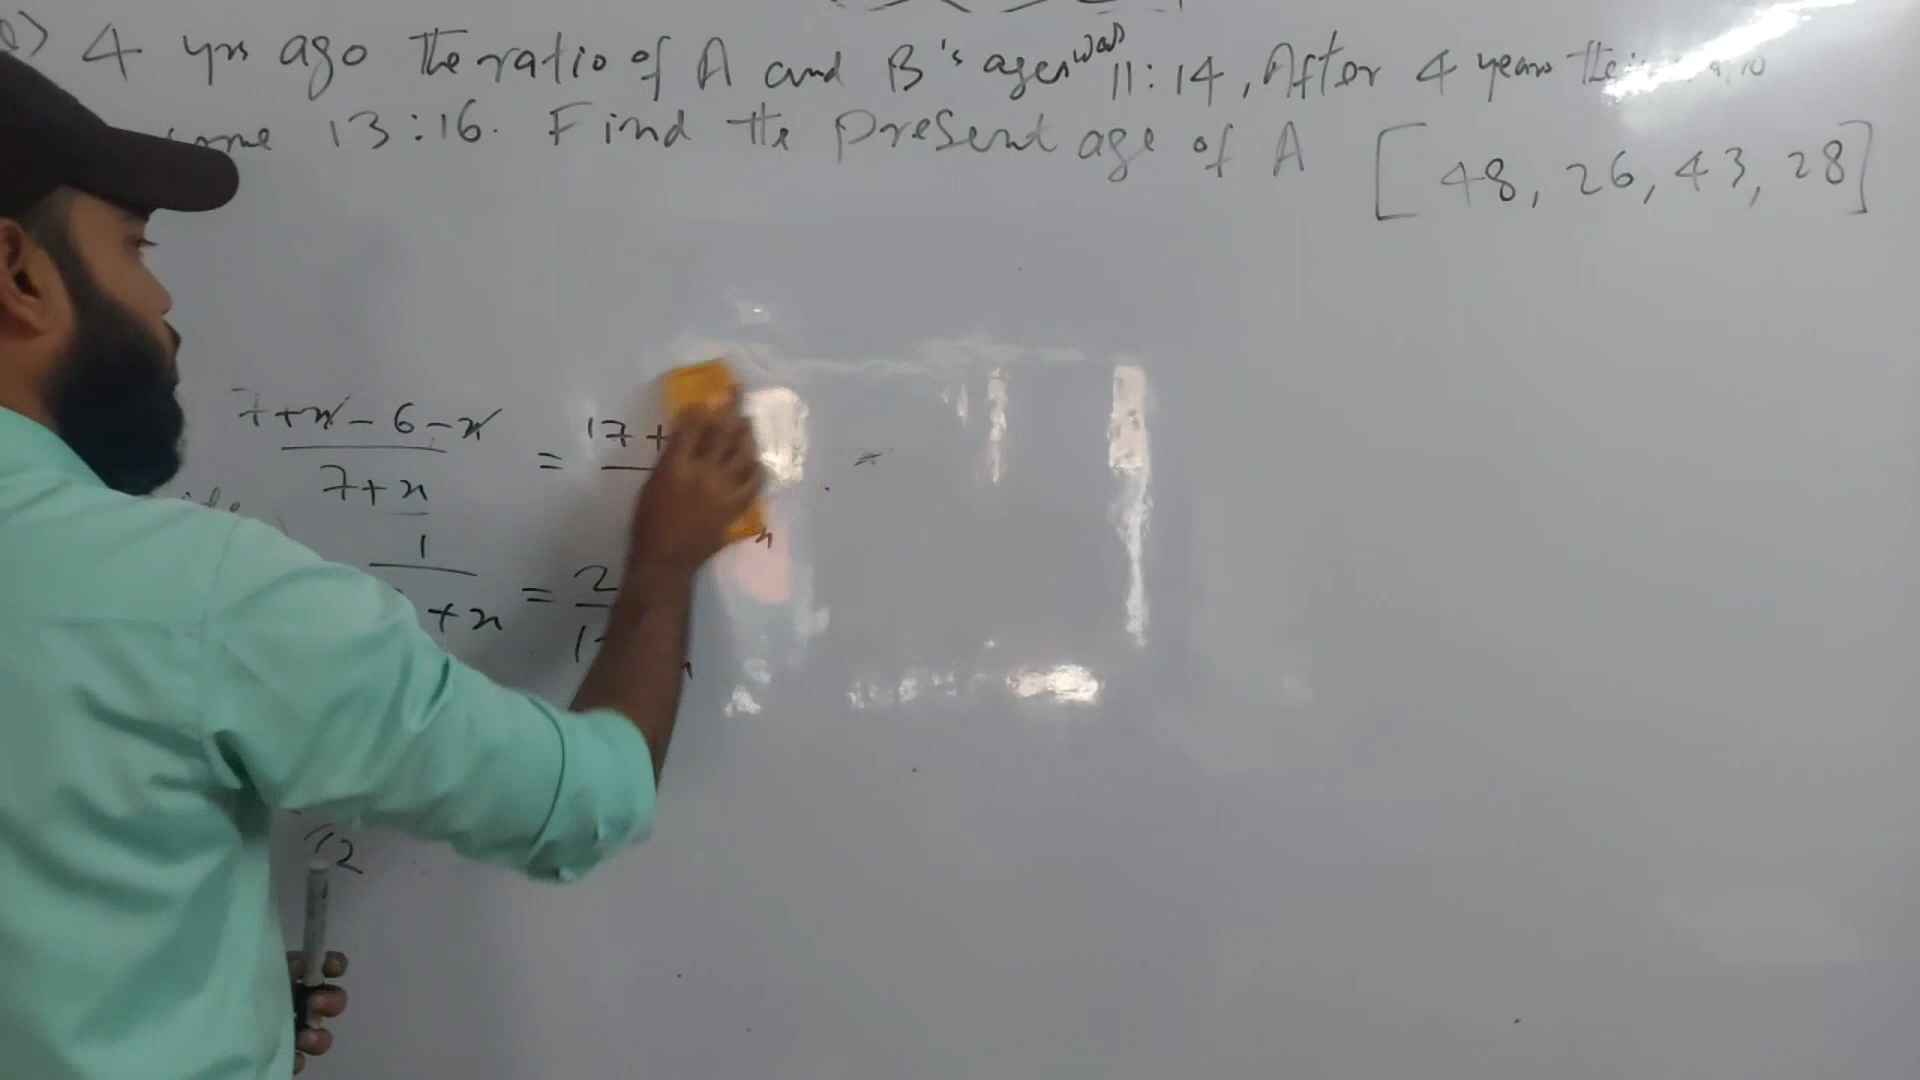 4 yrs ago the ratio of A and B's ages was 11:14, After 4 years
13:16. Find the present age of A [48, 26, 43, 28]
7+x-6-x
= 17+
7+x
1
+x = 2
2